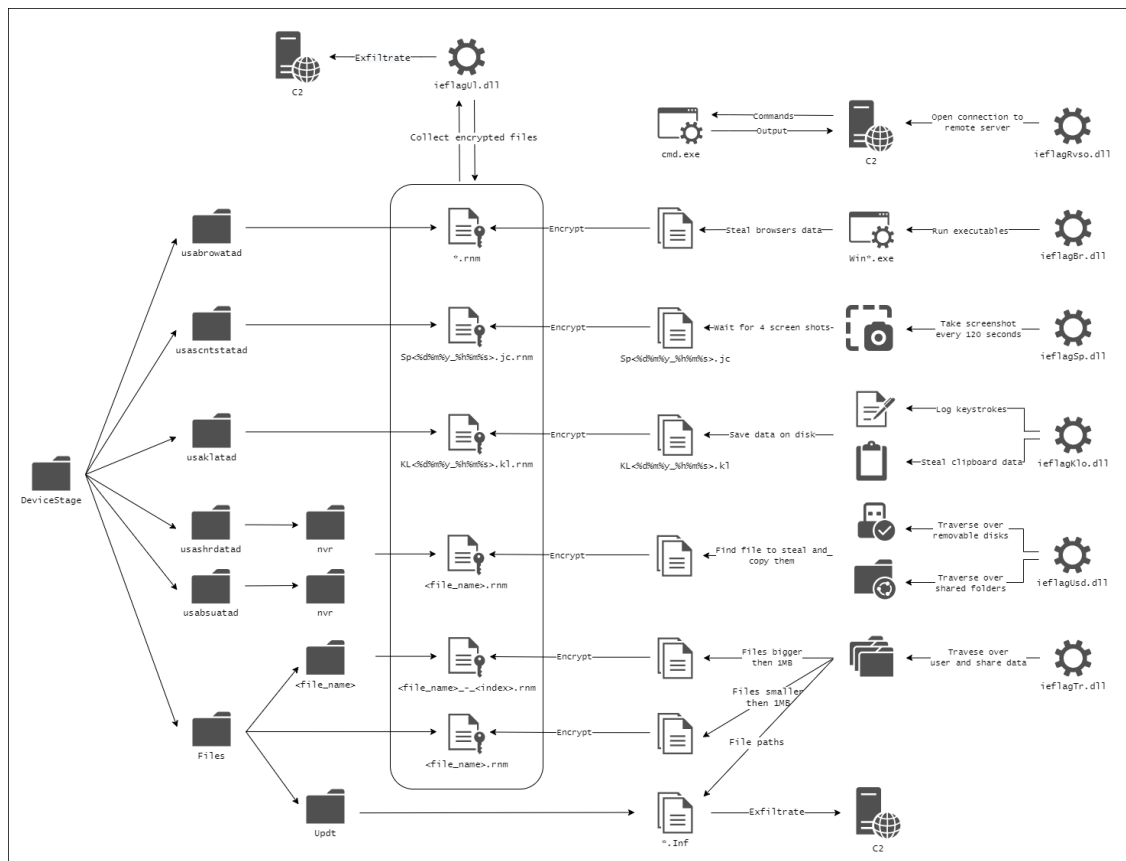 Exfiltrate
C2
ieflagUl.dll
Collect encrypted files
Commands
Output
cmd.exe
C2
Open connection to
remote server
ieflagRvso.dll
usabrowatad
*.rnm
Encrypt
Steal browsers data
Win*.exe
Run executables
ieflagBr.dll
usascntstatad
Sp<%d%m%y_%h%m%s>.jc.rnm
Encrypt
Sp<%d%m%y_%h%m%s>.jc
Wait for 4 screen shots
Take screenshot
every 120 seconds
ieflagSp.dll
usaklatad
KL<%d%m%y_%h%m%s>.kl.rnm
Encrypt
KL<%d%m%y_%h%m%s>.kl
Save data on disk
Log keystrokes
Steal clipboard data
ieflagKlo.dll
DeviceStage
usashrdatad
nvr
usabsuatad
nvr
<file_name>.rnm
Encrypt
Find file to steal and
copy them
Traverse over
removable disks
Traverse over
shared folders
ieflagUsd.dll
<file_name>
<file_name>_-_<index>.rnm
Encrypt
Files bigger
then 1MB
Travese over
user and share data
ieflagTr.dll
Files smaller
then 1MB
Files
<file_name>.rnm
Encrypt
File paths
Updt
*.Inf
Exfiltrate
C2